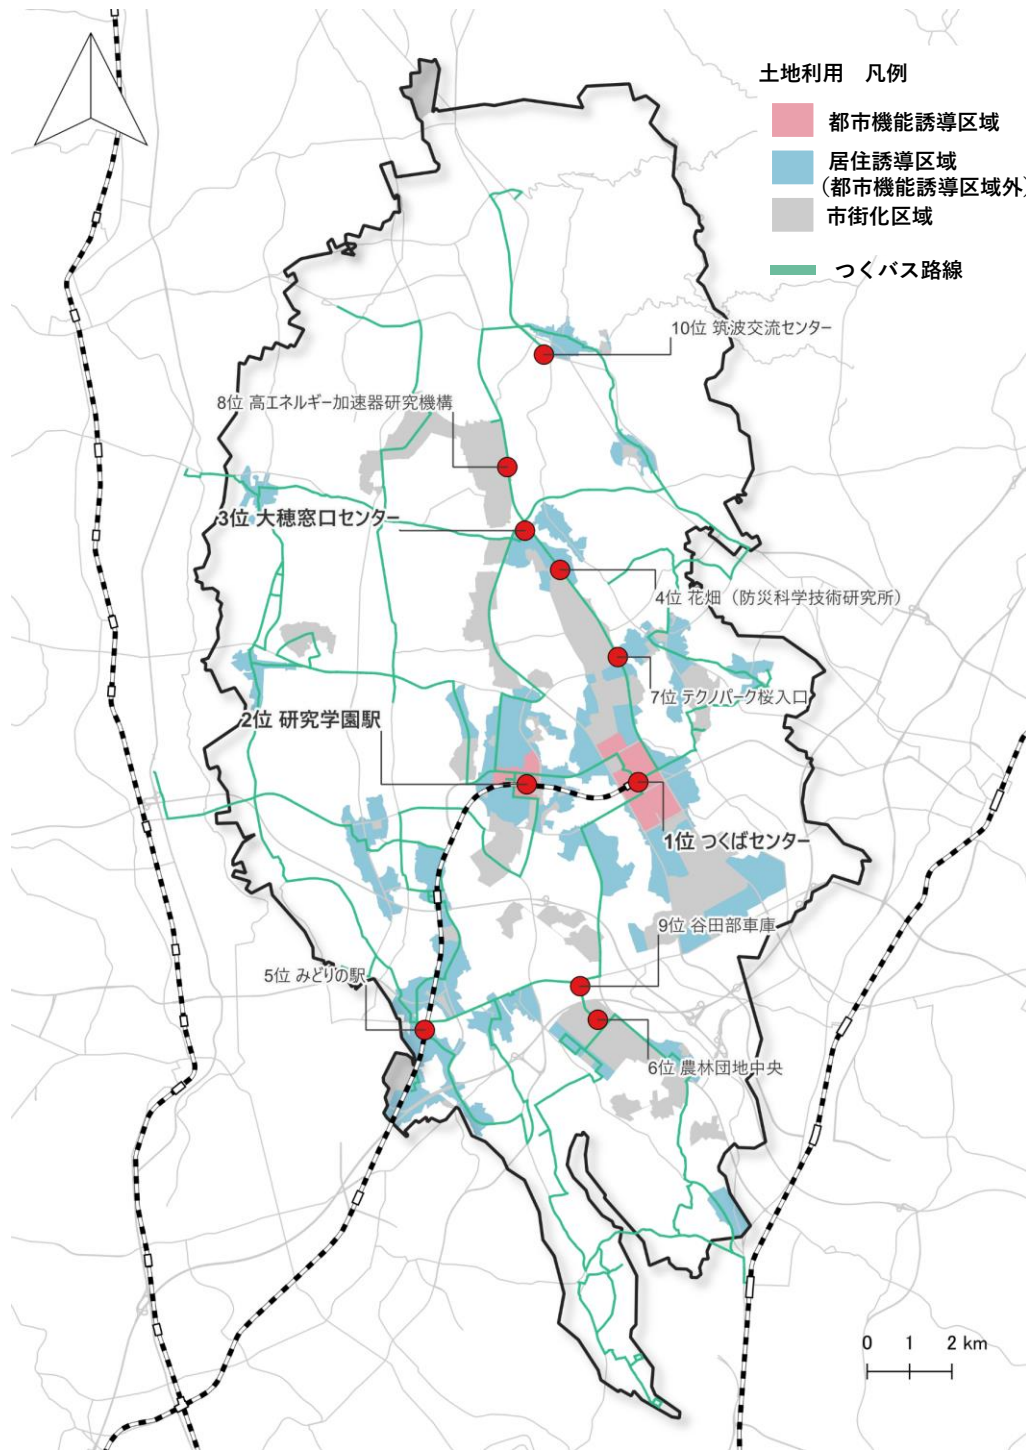 土地利用　凡例
都市機能誘導区域
居住誘導区域
(都市機能誘導区域外)
市街化区域
つくバス路線
10位 筑波交流センター
8位 高エネルギー加速器研究機構
3位 大穂窓口センター
4位 花畑（防災科学技術研究所）
7位 テクノパーク桜入口
2位 研究学園駅
1位 つくばセンター
9位 谷田部車庫
5位 みどりの駅
6位 農林団地中央
0 1 2 km